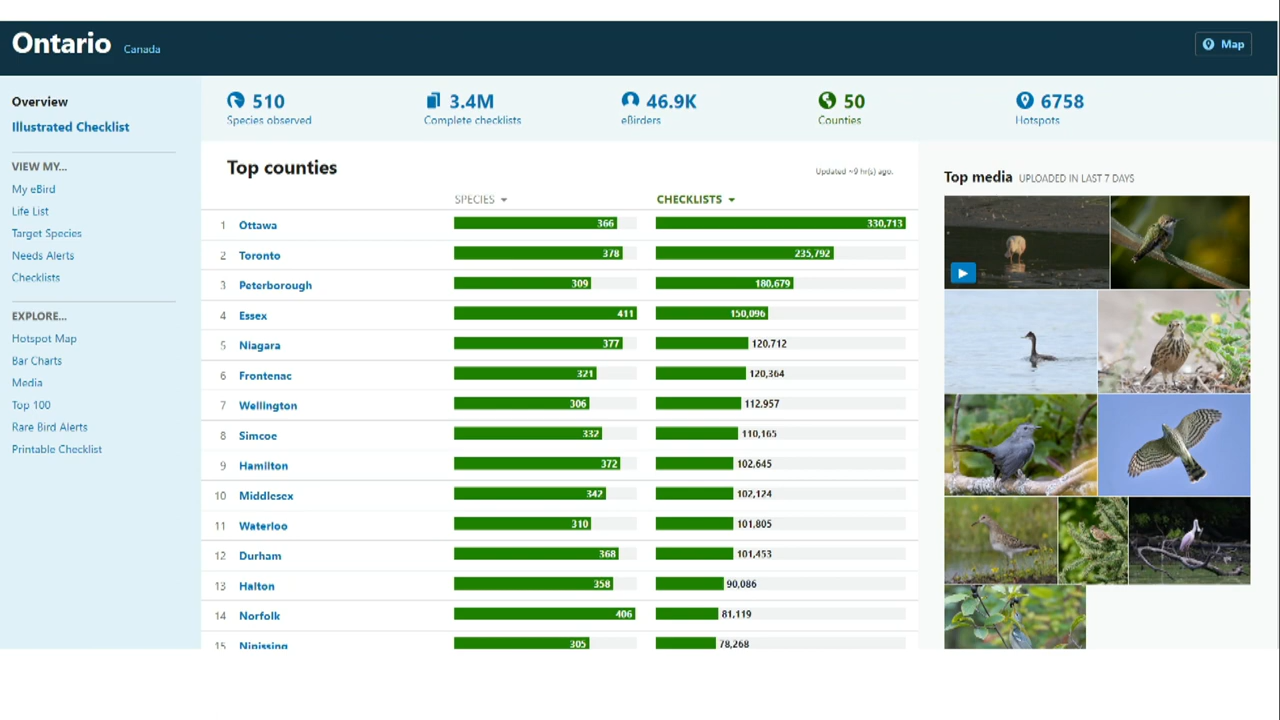 Ontario Canada
Map
Overview
Illustrated Checklist
VIEW MY...
My eBird
Life List
Target Species
Needs Alerts
Checklists
EXPLORE...
Hotspot Map
Bar Charts
Media
Top 100
Rare Bird Alerts
Printable Checklist
510 3.4M 46.9K 50 6758
Species observed Complete checklists eBirders Counties Hotspots
Top counties
Updated ~9 hr(s) ago.
SPECIES CHECKLISTS
1 Ottawa 366 330,713
2 Toronto 378 235,792
3 Peterborough 309 180,679
4 Essex 411 150,096
5 Niagara 377 120,712
6 Frontenac 321 120,364
7 Wellington 306 112,957
8 Simcoe 332 110,165
9 Hamilton 372 102,645
10 Middlesex 342 102,124
11 Waterloo 310 101,805
12 Durham 368 101,453
13 Halton 358 90,086
14 Norfolk 406 81,119
15 Nipissing 305 78,268
Top media UPLOADED IN LAST 7 DAYS